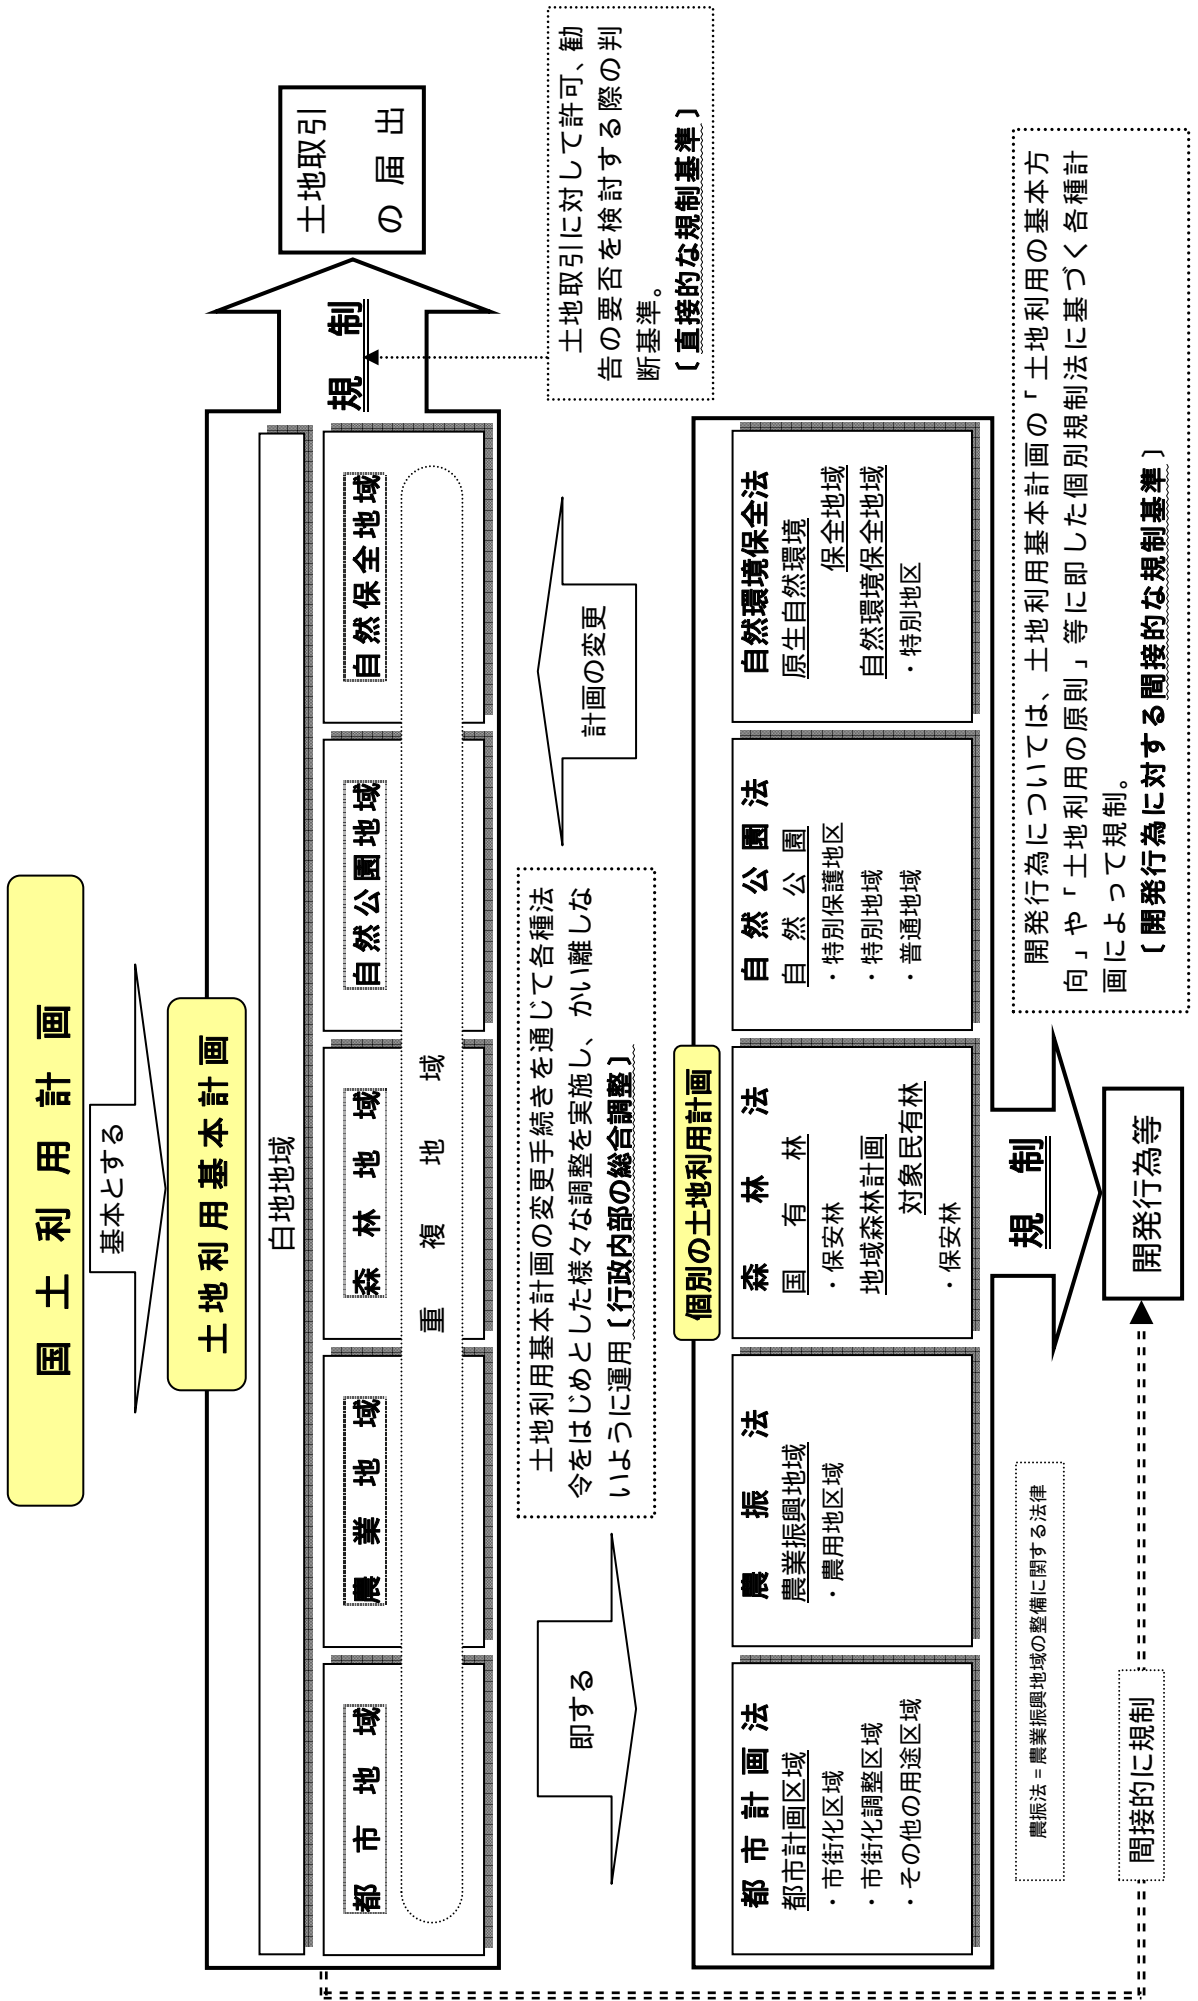 国土利用計画
基本とする
土地利用基本計画
白地地域
都市地域
農業地域
森林地域
自然公園地域
自然保全地域
重複地域
規制
土地取引
の届出
土地取引に対して許可、勧
告の要否を検討する際の判
断基準。
〔直接的な規制基準〕
即する
土地利用基本計画の変更手続きを通じて各種法
令をはじめとした様々な調整を実施し、かい離しな
いように運用〔行政内部の総合調整〕
計画の変更
個別の土地利用計画
都市計画法
都市計画区域
・市街化区域
・市街化調整区域
・その他の用途区域
農振法
農業振興地域
・農用地区域
森林法
国有林
・保安林
地域森林計画
対象民有林
・保安林
自然公園法
自然公園
・特別保護地区
・特別地域
・普通地域
自然環境保全法
原生自然環境
保全地域
自然環境保全地域
・特別地区
農振法=農業振興地域の整備に関する法律
規制
開発行為については、土地利用基本計画の「土地利用の基本方
向」や「土地利用の原則」等に即した個別規制法に基づく各種計
画によって規制。
〔開発行為に対する間接的な規制基準〕
間接的に規制
開発行為等